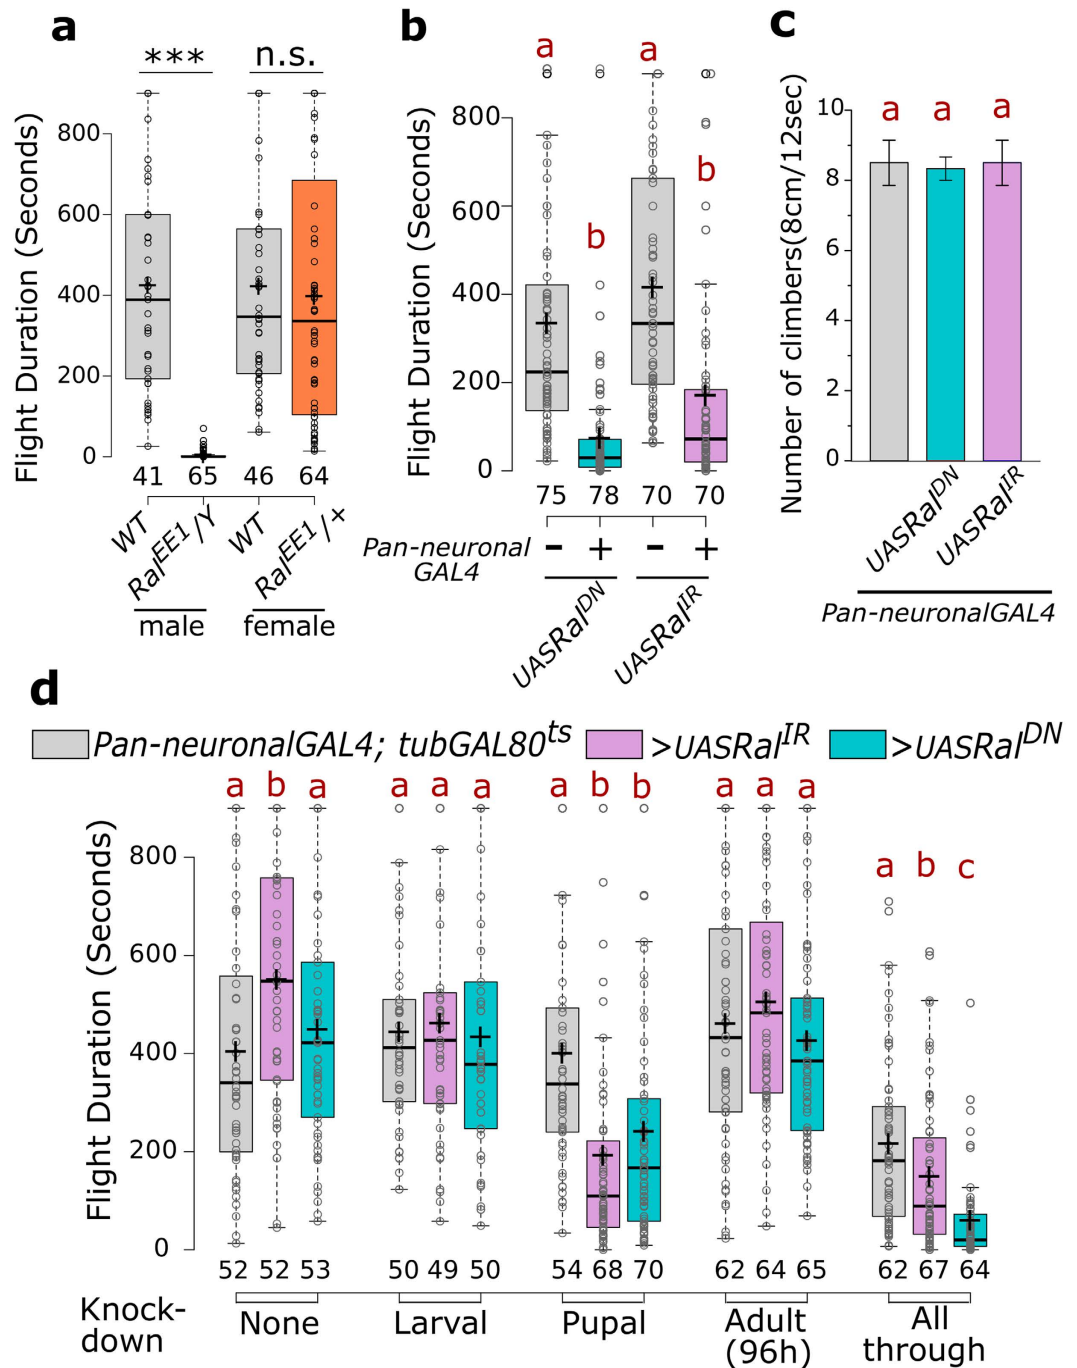 a
***
n.s.
Flight Duration (Seconds)
800
600
400
200
0
41 65 46 64
WT
Ral^EE1/Y
WT
Ral^EE1/+
male
female
b
a
b
a
b
Flight Duration (Seconds)
800
600
400
200
0
75 78 70 70
Pan-neuronal GAL4
- + - +
UASRal^DN
UASRal^IR
c
a a a
Number of climbers(8cm/12sec)
10
8
6
4
2
0
UASRal^DN
UASRal^IR
Pan-neuronalGAL4
d
Pan-neuronalGAL4; tubGAL80^ts
>UASRal^IR
>UASRal^DN
a b a a a a a b b a a a
a b c
Flight Duration (Seconds)
800
600
400
200
0
52 52 53 50 49 50 54 68 70 62 64 65 62 67 64
Knock-
down
None
Larval
Pupal
Adult
(96h)
All
through